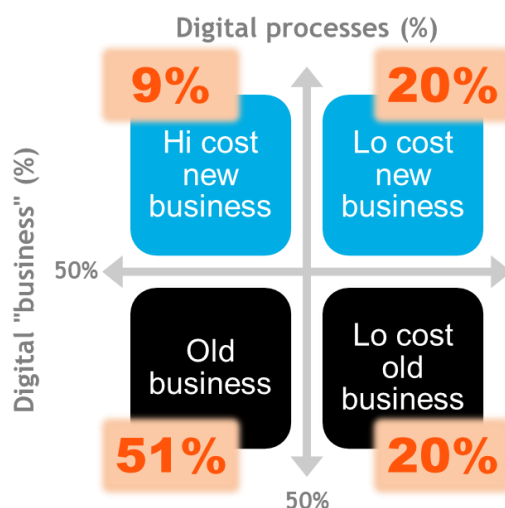 Digital processes (%)
9%
20%
Hi cost
new
business
Lo cost
new
business
Digital "business" (%)
50%
Old
business
Lo cost
old
business
51%
20%
50%